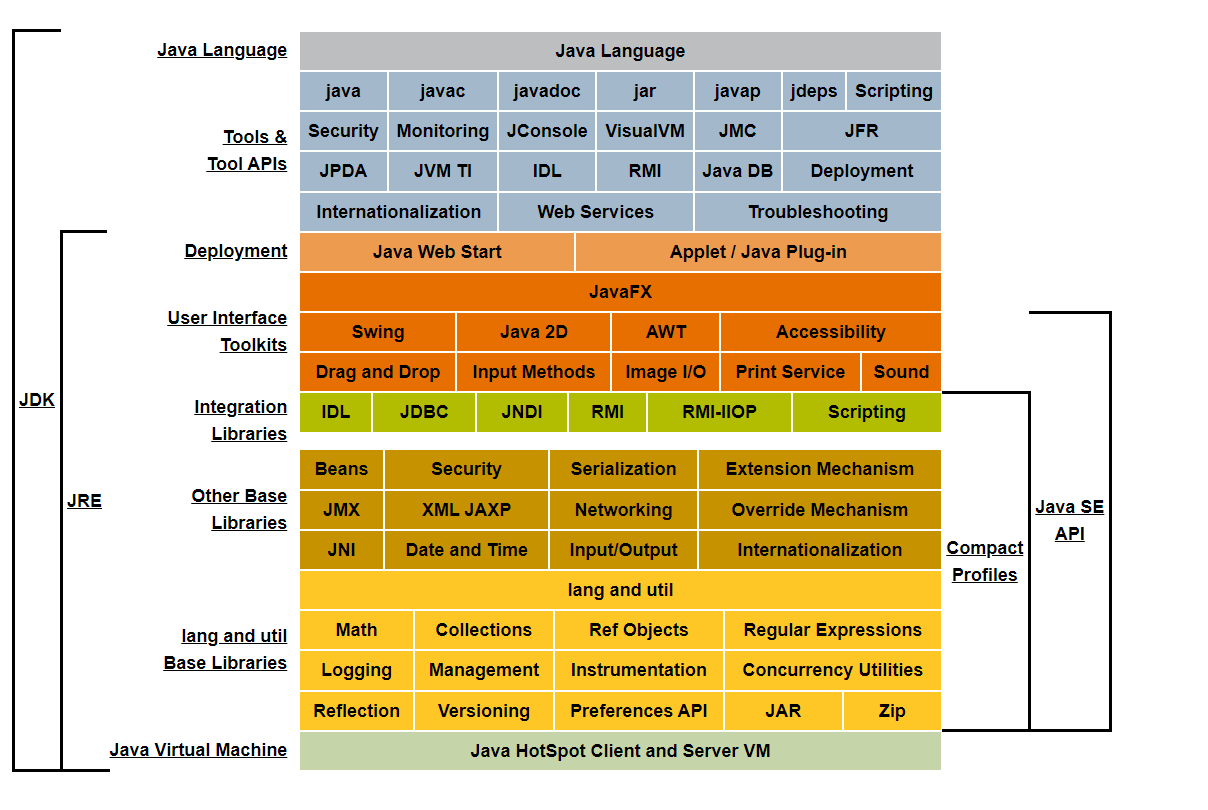 Java Language Java Language
java javac javadoc jar javap jdeps Scripting
Tools & Security Monitoring JConsole VisualVM JMC JFR
Tool APIs JPDA JVM TI IDL RMI Java DB Deployment
Internationalization Web Services Troubleshooting
Deployment Java Web Start Applet / Java Plug-in
JavaFX
User Interface
Toolkits
Swing Java 2D AWT Accessibility
Drag and Drop Input Methods Image I/O Print Service Sound
JDK
Integration
Libraries
IDL JDBC JNDI RMI RMI-IIOP Scripting
Beans Security Serialization Extension Mechanism
JRE
Other Base
Libraries
JMX XML JAXP Networking Override Mechanism
Java SE
API
JNI Date and Time Input/Output Internationalization
Compact
Profiles
lang and util
lang and util
Base Libraries
Math Collections Ref Objects Regular Expressions
Logging Management Instrumentation Concurrency Utilities
Reflection Versioning Preferences API JAR Zip
Java Virtual Machine Java HotSpot Client and Server VM